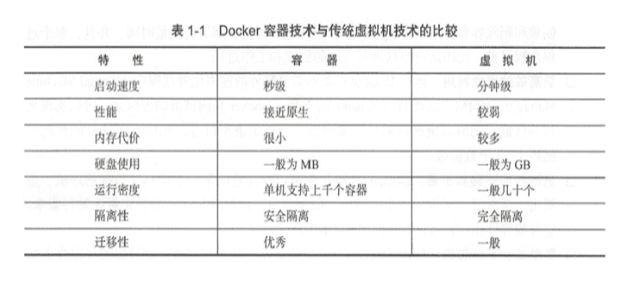 表 1-1 Docker 容器技术与传统虚拟机技术的比较
特 性 容 器 虚 拟 机
启动速度 秒级 分钟级
性能 接近原生 较弱
内存代价 很小 较多
硬盘使用 一般为 MB 一般为 GB
运行密度 单机支持上千个容器 一般几十个
隔离性 安全隔离 完全隔离
迁移性 优秀 一般